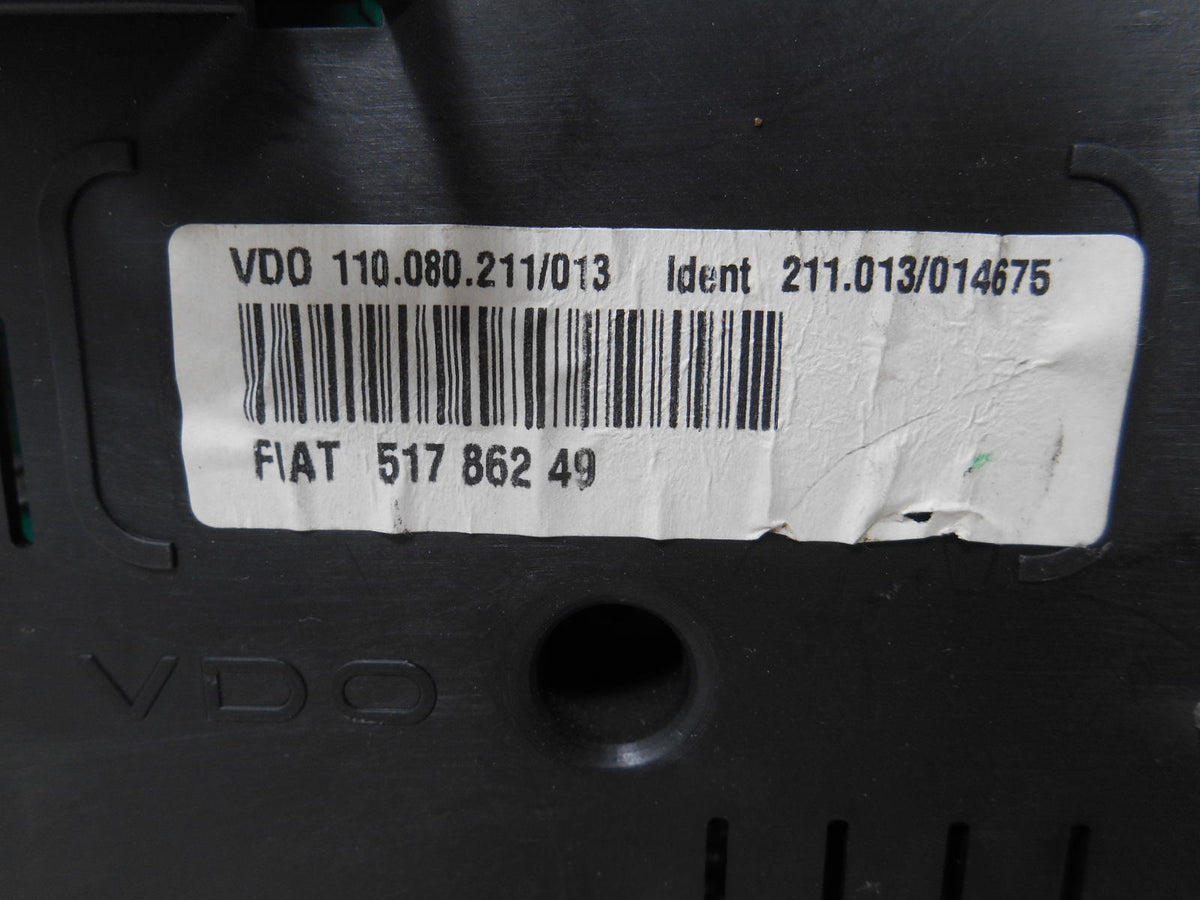 VDO 110.080.211/013 Ident 211.013/014675
FIAT 517 862 49
VDO